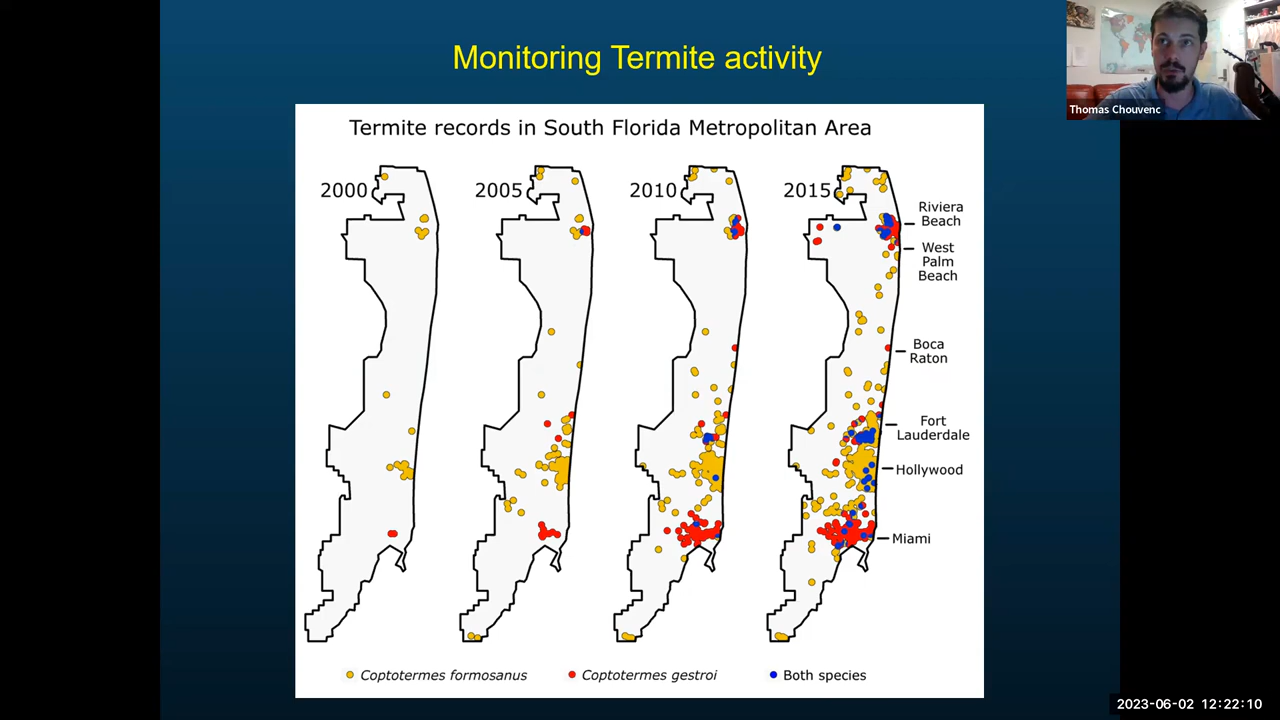 Monitoring Termite activity
Thomas Chouvenc
Termite records in South Florida Metropolitan Area
2000
2005
2010
2015
Riviera
Beach
West
Palm
Beach
Boca
Raton
Fort
Lauderdale
Hollywood
Miami
Coptotermes formosanus
Coptotermes gestroi
Both species
2023-06-02 12:22:10